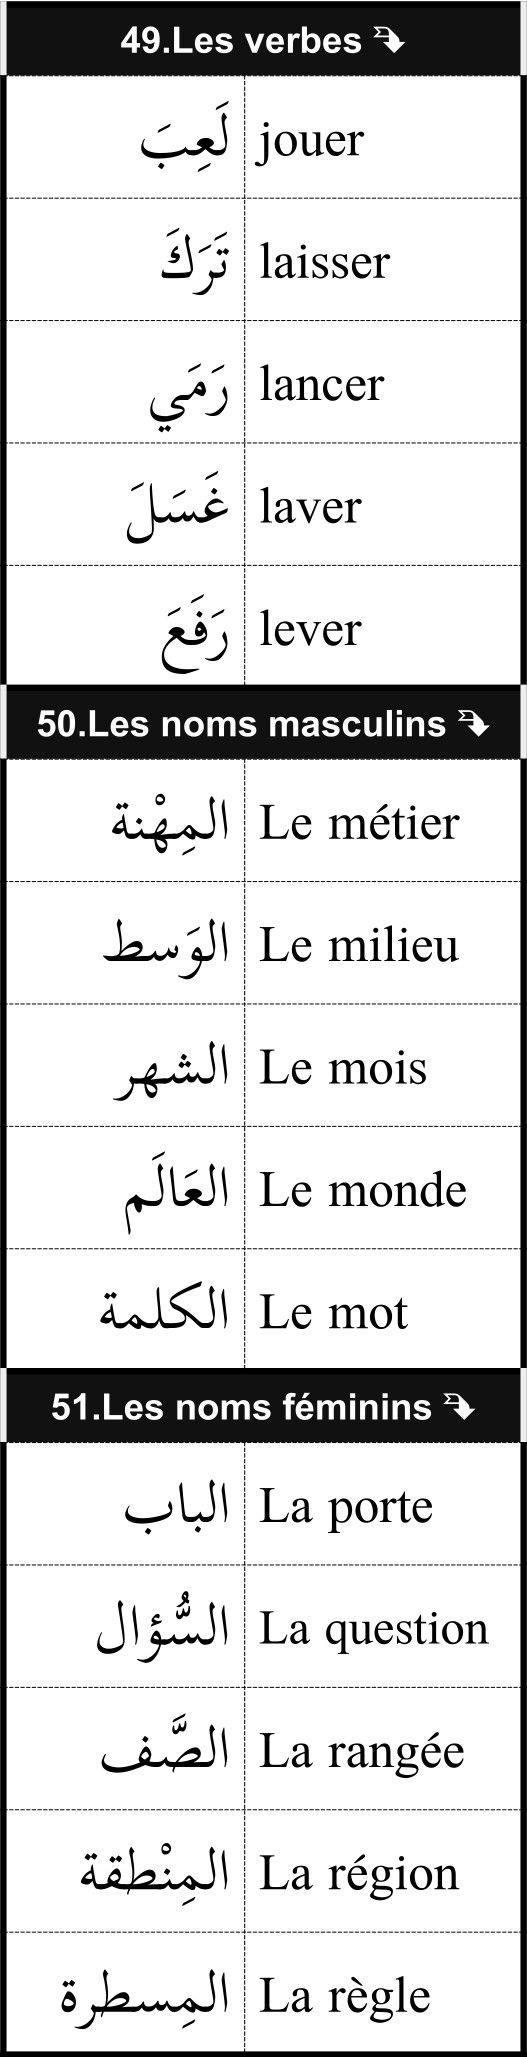 49.Les verbes
jouer لَعِبَ
laisser تَرَكَ
lancer رَمَي
laver غَسَلَ
lever رَفَعَ
50.Les noms masculins
Le métier المِهْنة
Le milieu الوَسط
Le mois الشهر
Le monde العَالَم
Le mot الكلمة
51.Les noms féminins
La porte الباب
La question السُّؤال
La rangée الصَّف
La région المِنْطقة
La règle المِسطرة